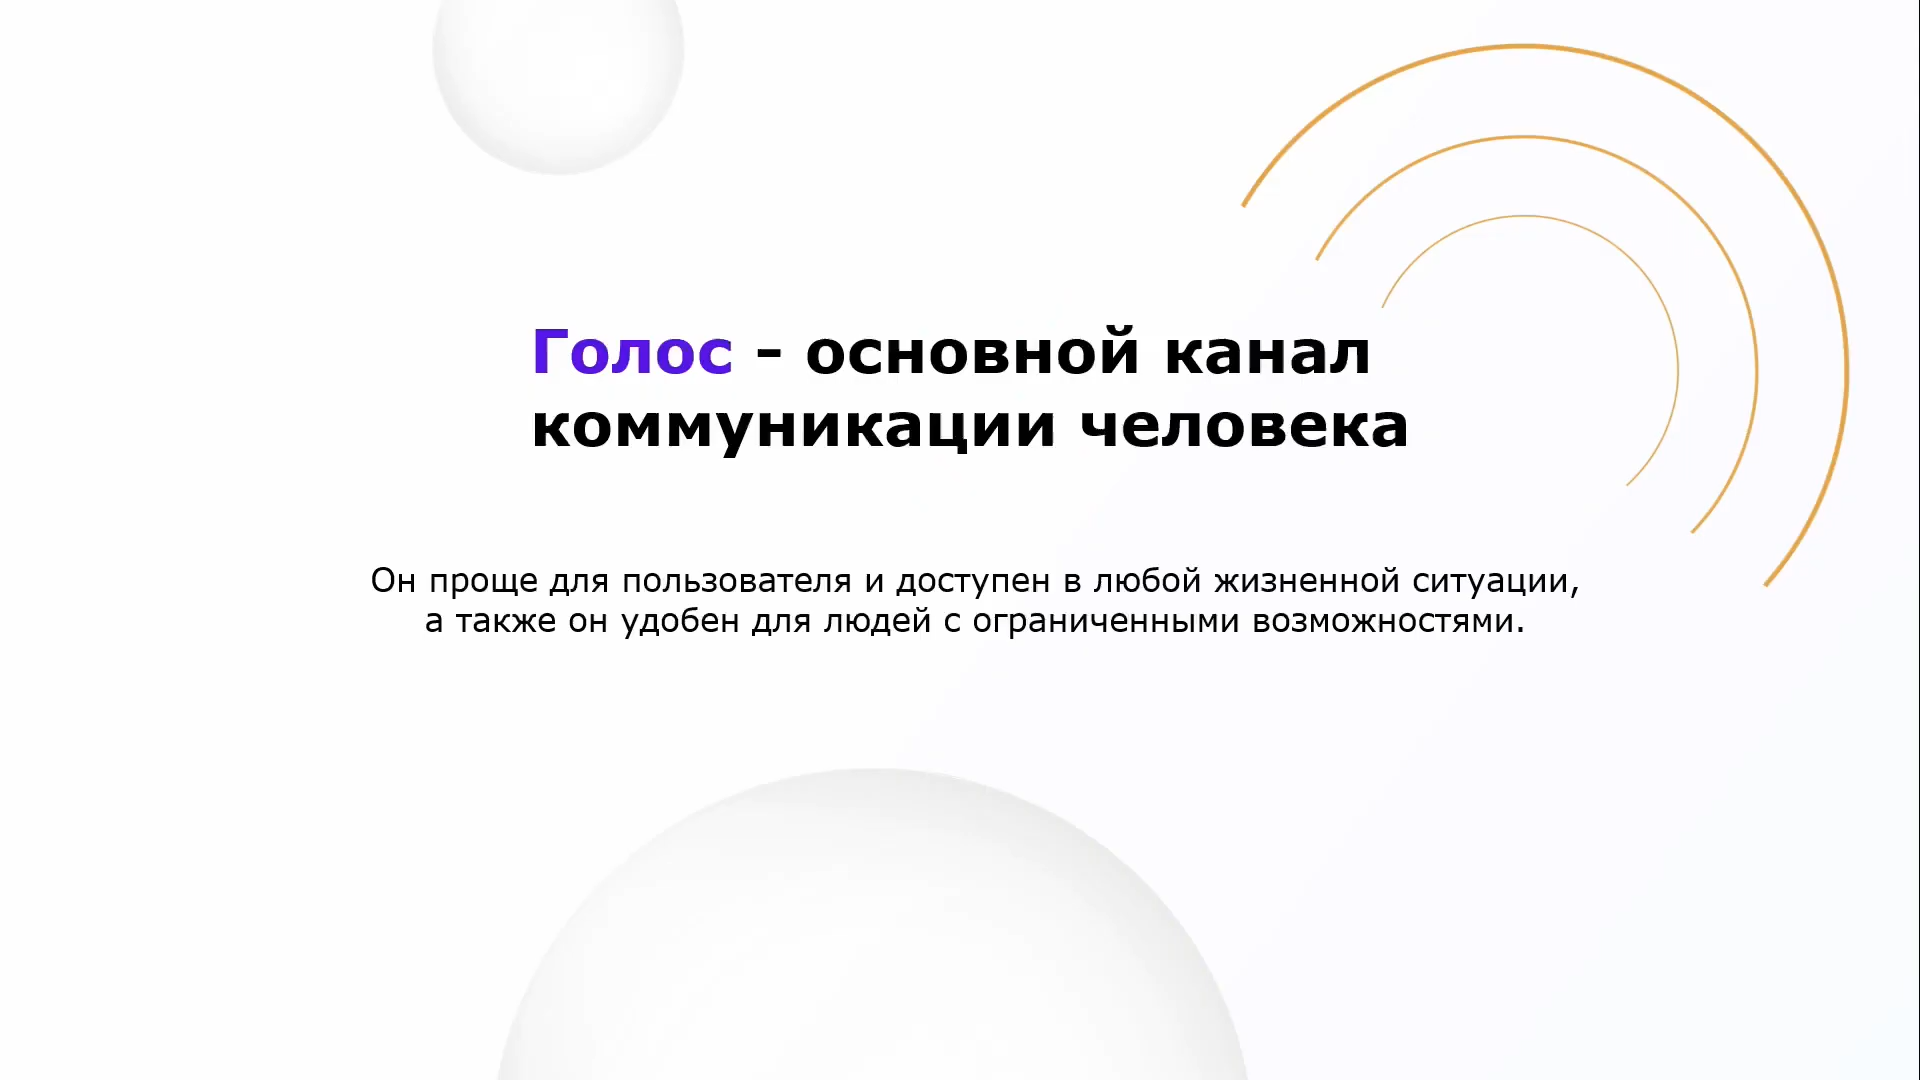 Голос - основной канал
коммуникации человека
Он проще для пользователя и доступен в любой жизненной ситуации,
а также он удобен для людей с ограниченными возможностями.